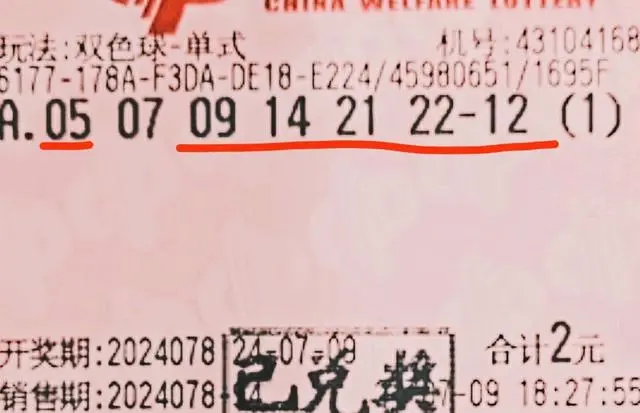 CHINA WELFARE LOTTERY
玩法:双色球-单式 机号:43104168
6177-178A-F3DA-DE18-E224/45980651/1695F
A. 05 07 09 14 21 22-12 (1)
开奖期:2024078 24-07-09 合计2元
销售期:2024078 07-09 18:27:55
已兑奖